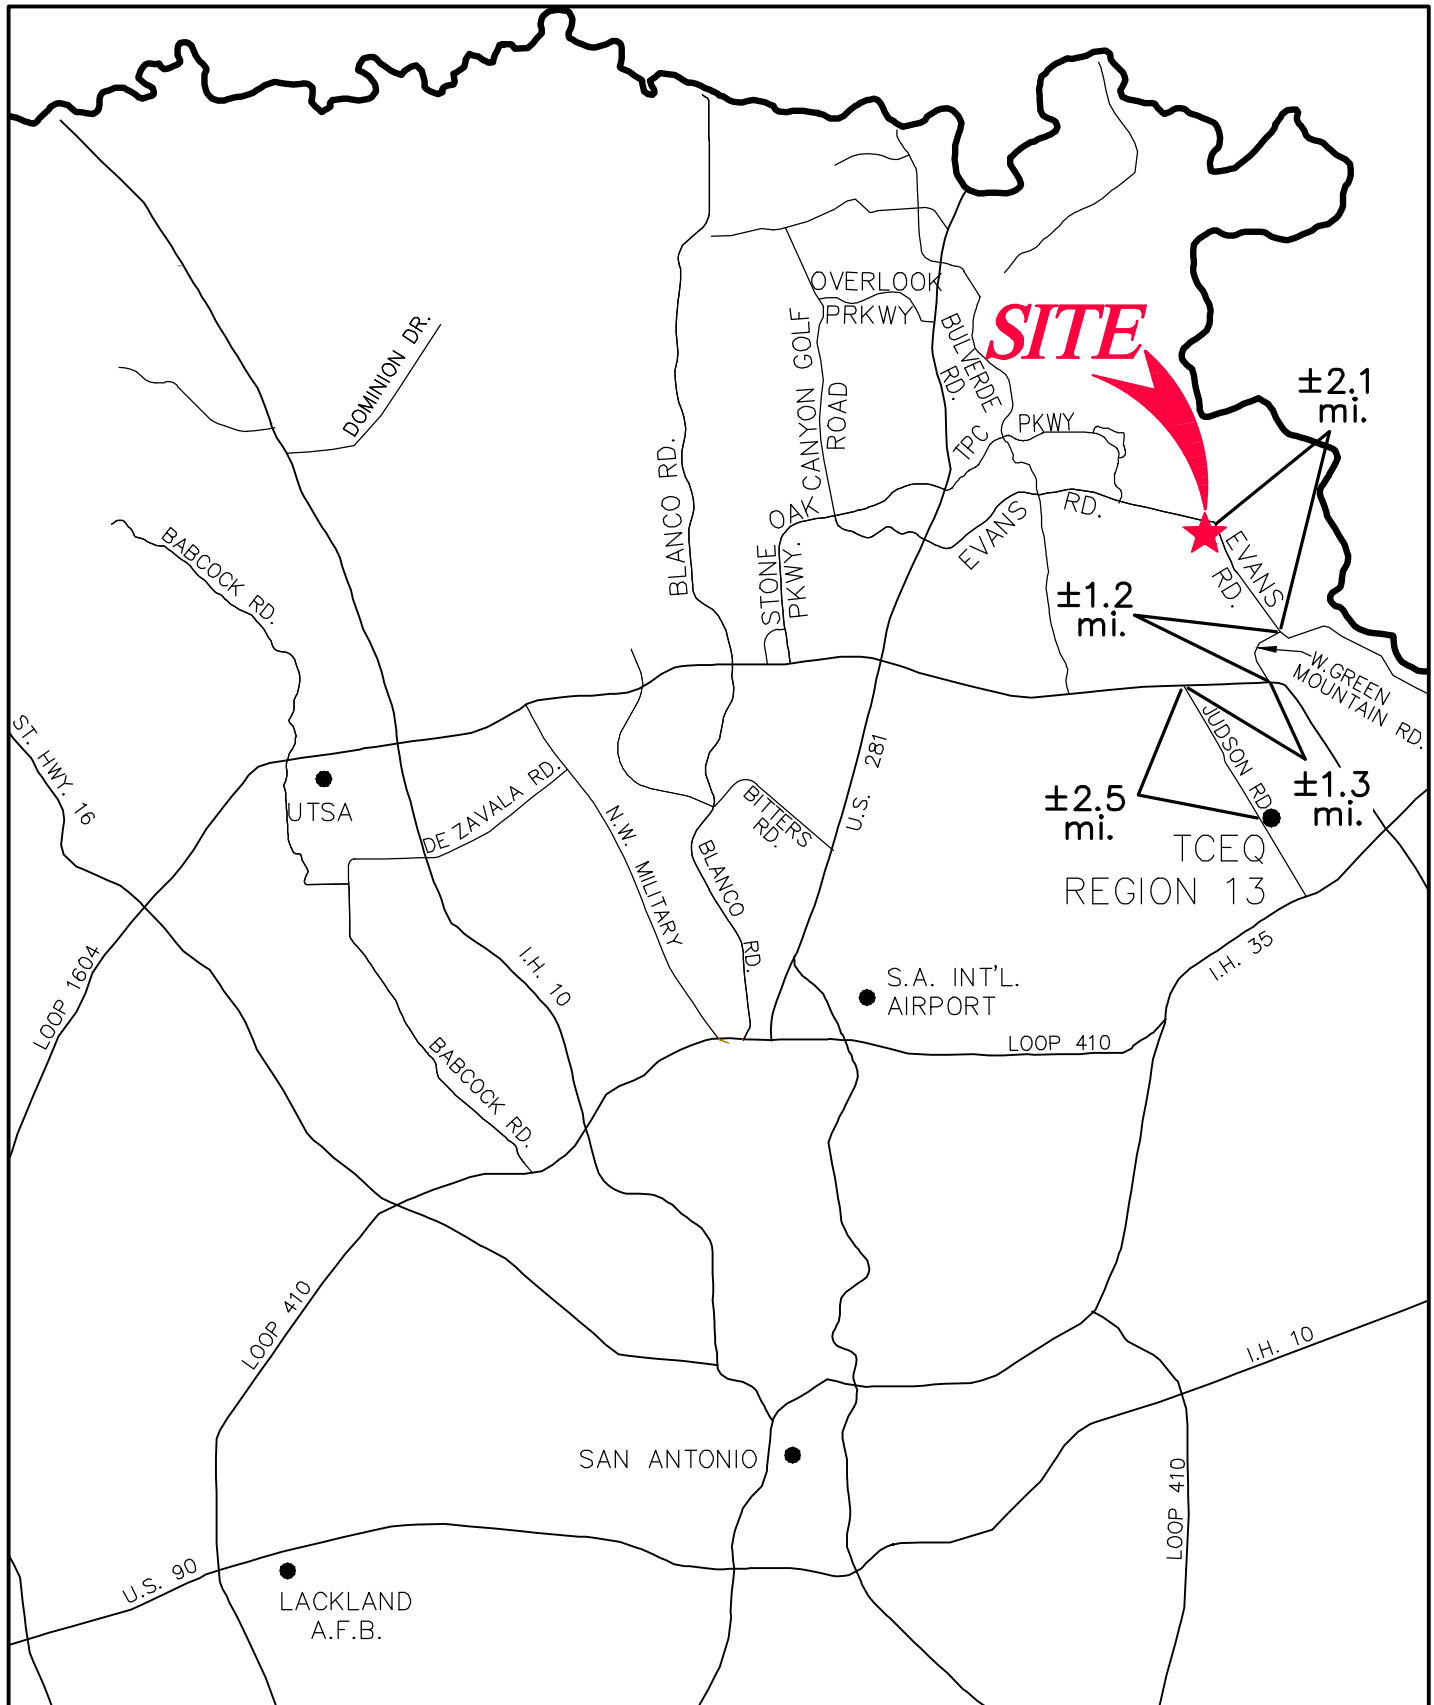 OVERLOOK
PRKWY
SITE
BULVERDE
RD.
CANYON GOLF
ROAD
DOMINION DR.
±2.1
mi.
TPC
PKWY
BLANCO RD.
STONE
OAK
PKWY.
EVANS
RD.
EVANS
RD.
BABCOCK RD.
±1.2
mi.
W.GREEN
MOUNTAIN RD.
ST. HWY. 16
JUDSON RD.
UTSA
DE ZAVALA RD.
N.W. MILITARY
BITTERS
RD.
U.S. 281
±2.5
mi.
±1.3
mi.
TCEQ
REGION 13
BLANCO RD.
LOOP 1604
I.H. 10
I.H. 35
S.A. INT'L.
AIRPORT
LOOP 410
BABCOCK RD.
LOOP 410
I.H. 10
SAN ANTONIO
LOOP 410
U.S. 90
LACKLAND
A.F.B.